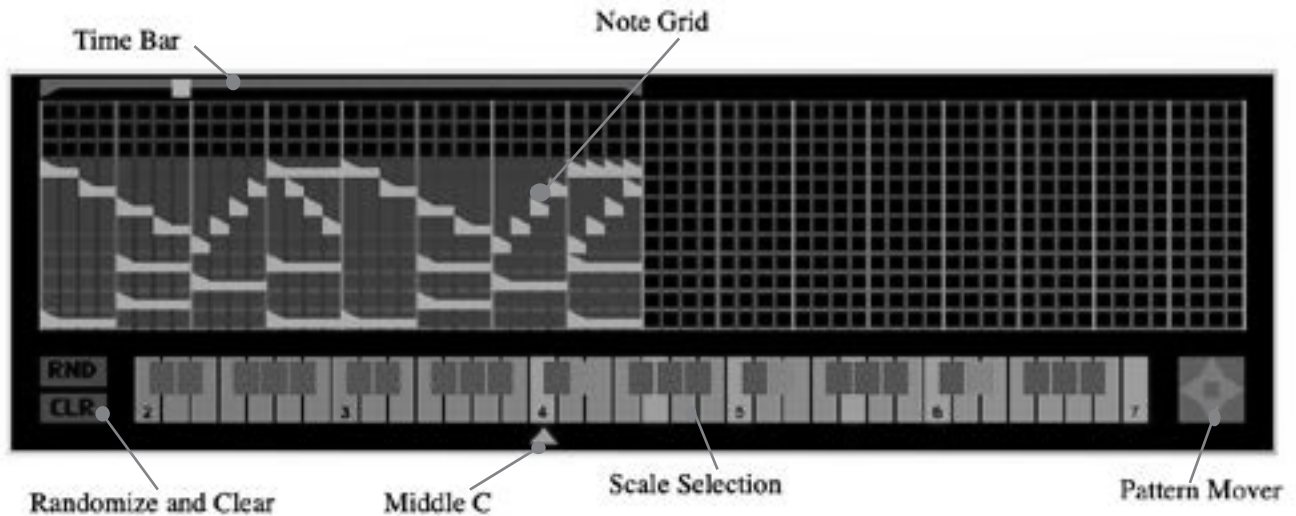 Note Grid
Time Bar
RND
CLR
2 3 4 5 6 7
Scale Selection
Randomize and Clear
Middle C
Pattern Mover